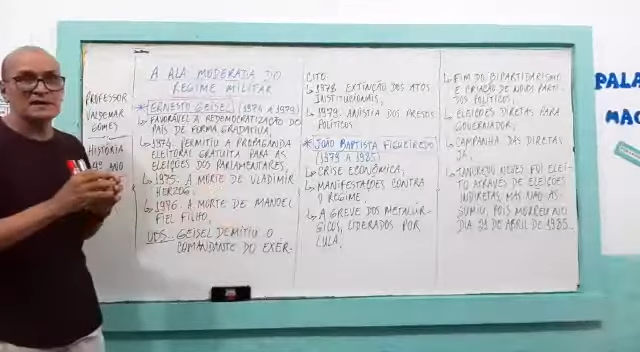 PROFESSOR
VALDEMAR
GOMES
HISTÓRIA
4º ANO
A ALA MODERADA DO
REGIME MILITAR
* ERNESTO GEISEL (1974 A 1979)
↳ FAVORÁVEL A REDEMOCRATIZAÇÃO DO
PAÍS DE FORMA GRADATIVA;
↳ 1974: PERMITIU A PROPAGANDA
ELEITORAL GRATUITA PARA AS
ELEIÇÕES DOS PARLAMENTARES;
↳ 1975: A MORTE DE VLADIMIR
HERZOG;
↳ 1976: A MORTE DE MANOEL
FIEL FILHO;
OBS.: GEISEL DEMITIU O
COMANDANTE DO EXÉR-
CITO
↳ 1978: EXTINÇÃO DOS ATOS
INSTITUCIONAIS;
↳ 1979: ANISTIA DOS PRESOS
POLÍTICOS
* JOÃO BAPTISTA FIGUEIREDO
(1979 A 1985)
↳ CRISE ECONÔMICA;
↳ MANIFESTAÇÕES CONTRA
O REGIME
↳ A GREVE DOS METALÚR-
GICOS, LIDERADOS POR
LULA;
↳ FIM DO BIPARTIDARISMO
E CRIAÇÃO DE NOVOS PARTI-
DOS POLÍTICOS;
↳ ELEIÇÕES DIRETAS PARA
GOVERNADOR;
↳ CAMPANHA DAS DIRETAS
JÁ;
↳ TANCREDO NEVES FOI ELEI-
TO ATRAVÉS DE ELEIÇÕES
INDIRETAS, MAS NÃO AS-
SUMIU, POIS MORREU NO
DIA 21 DE ABRIL DE 1985...
PALA
MÁG